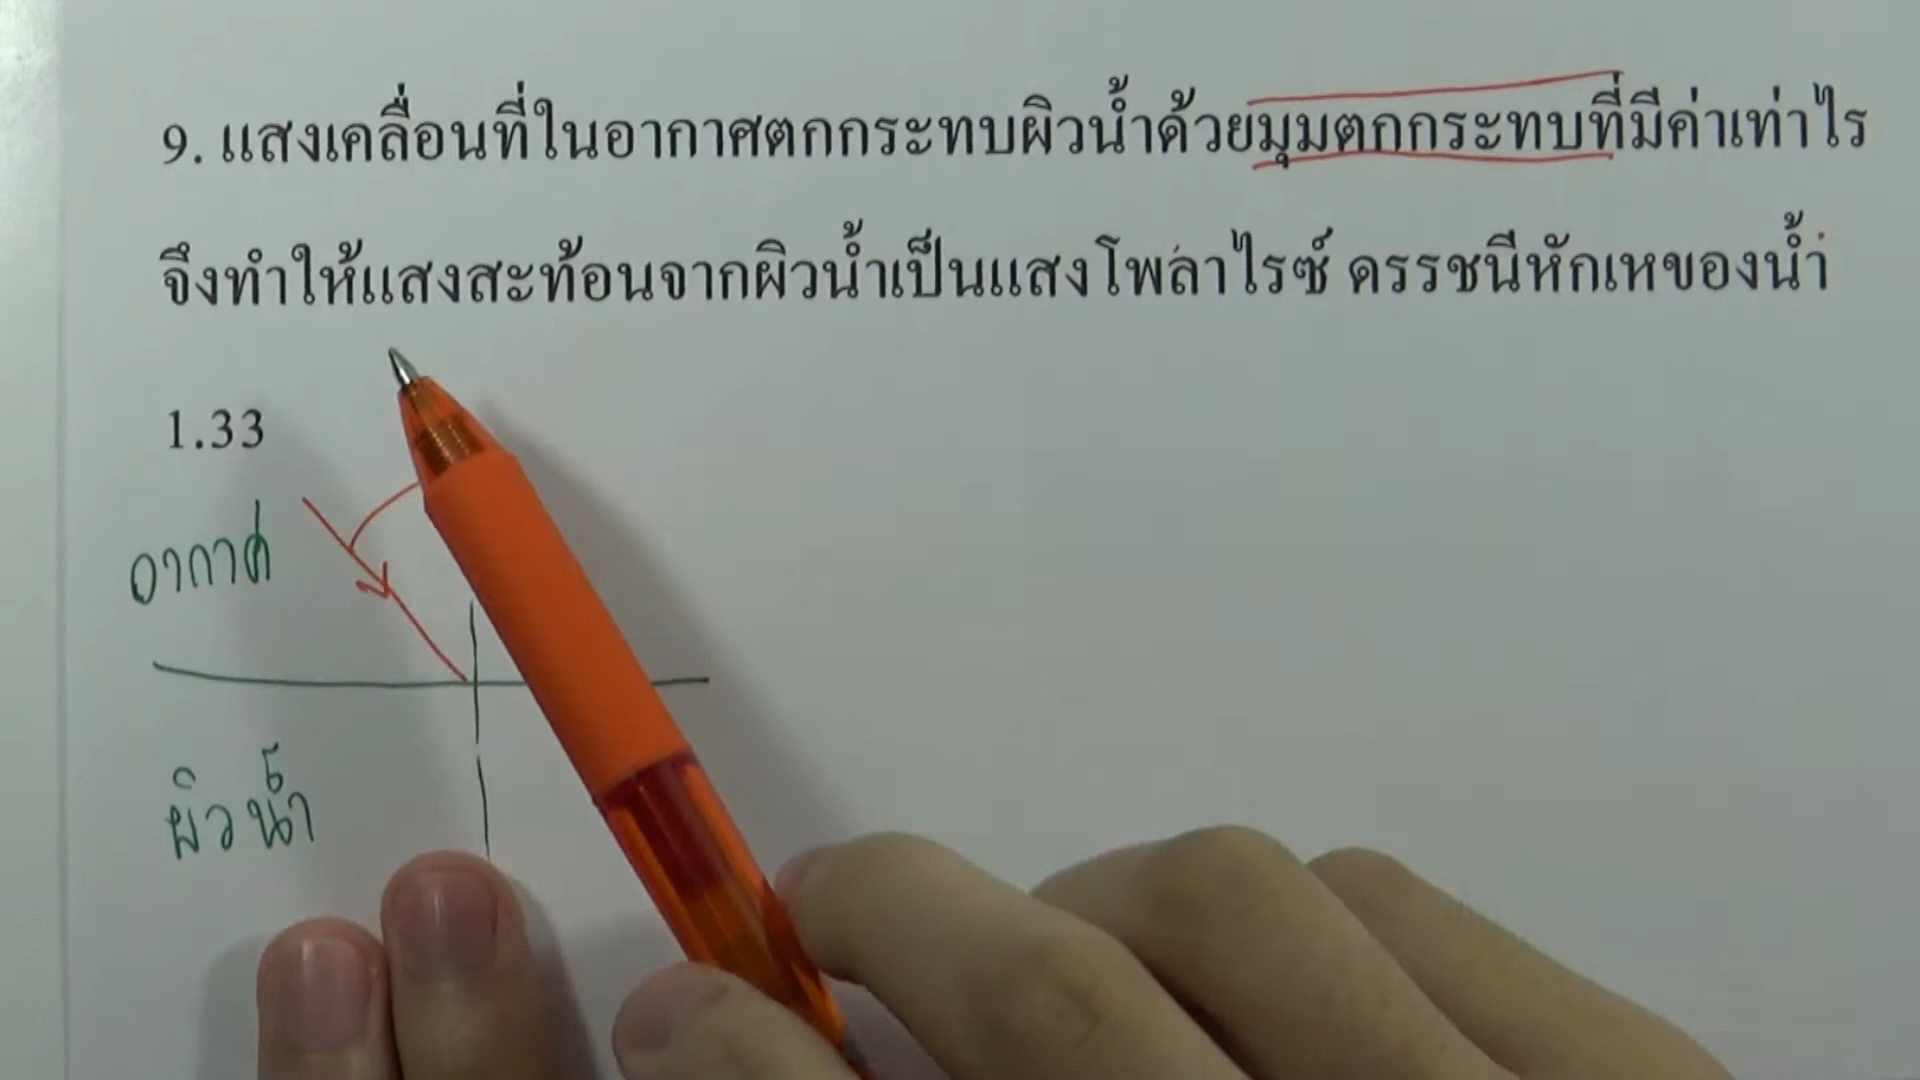 9. แสงเคลื่อนที่ในอากาศตกกระทบผิวน้ำด้วยมุมตกกระทบที่มีค่าเท่าไร
จึงทำให้แสงสะท้อนจากผิวน้ำเป็นแสงโพลาไรซ์ ดรรชนีหักเหของน้ำ
1.33
อากาศ
ผิวน้ำ